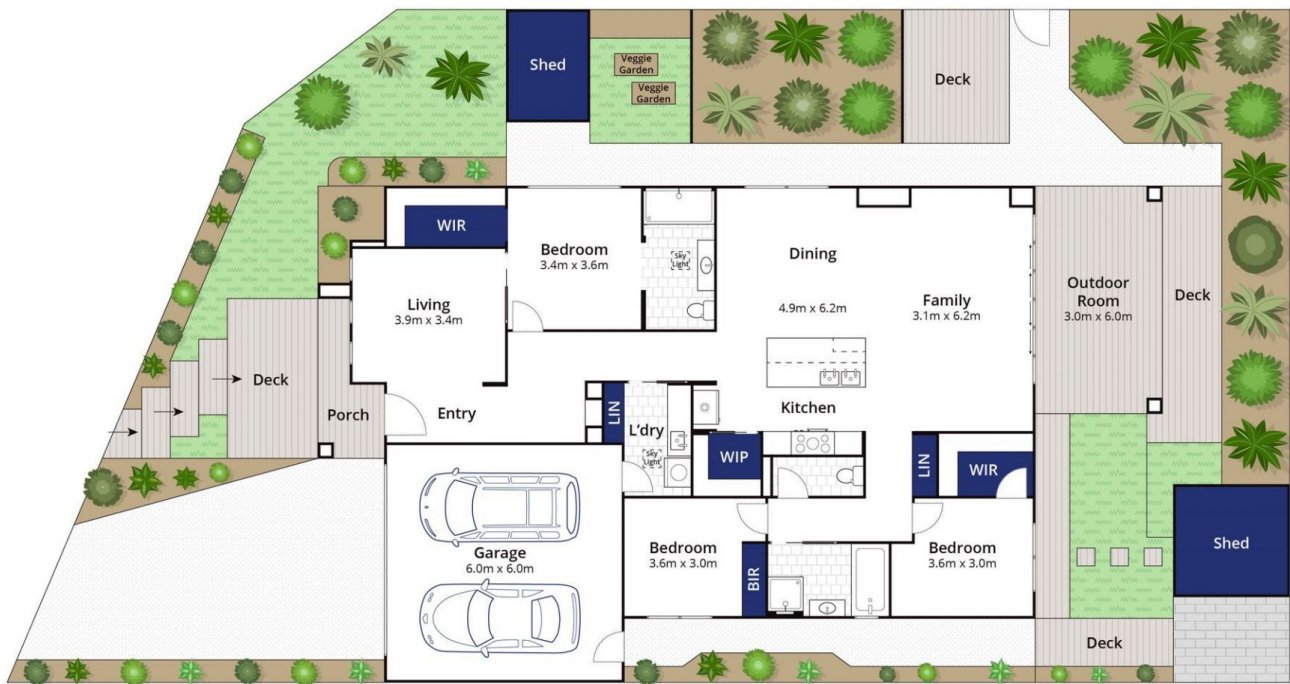 Shed
Veggie
Garden
Veggie
Garden
Deck
WIR
Bedroom
3.4m x 3.6m
Sky
Light
Dining
4.9m x 6.2m
Family
3.1m x 6.2m
Outdoor
Room
3.0m x 6.0m
Deck
Living
3.9m x 3.4m
Deck
Porch
Entry
LIN
L'dry
Sky
Light
Kitchen
WIP
LIN
WIR
Garage
6.0m x 6.0m
Bedroom
3.6m x 3.0m
BIR
Bedroom
3.6m x 3.0m
Shed
Deck